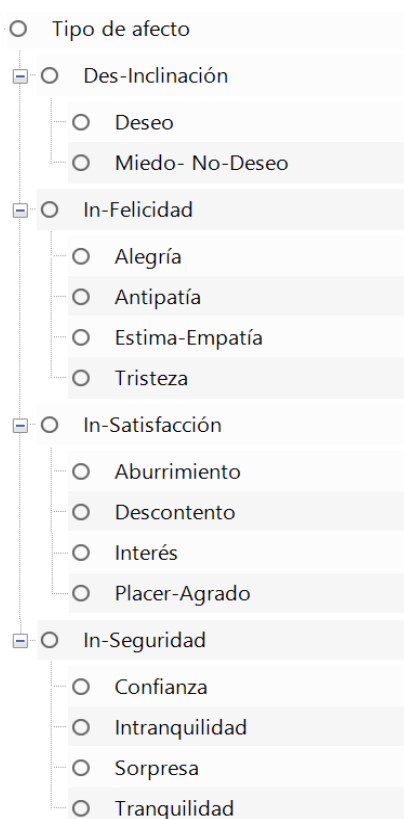 Tipo de afecto
Des-Inclinación
Deseo
Miedo- No-Deseo
In-Felicidad
Alegría
Antipatía
Estima-Empatía
Tristeza
In-Satisfacción
Aburrimiento
Descontento
Interés
Placer-Agrado
In-Seguridad
Confianza
Intranquilidad
Sorpresa
Tranquilidad